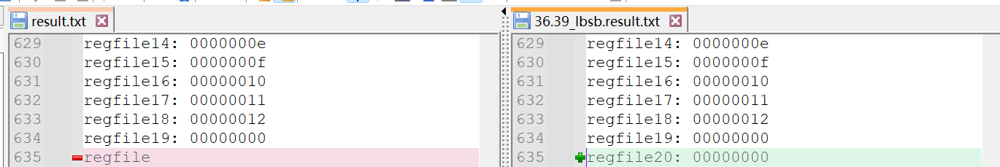 result.txt
629 regfile14: 0000000e
630 regfile15: 0000000f
631 regfile16: 00000010
632 regfile17: 00000011
633 regfile18: 00000012
634 regfile19: 00000000
635 regfile
36.39_lbsb.result.txt
629 regfile14: 0000000e
630 regfile15: 0000000f
631 regfile16: 00000010
632 regfile17: 00000011
633 regfile18: 00000012
634 regfile19: 00000000
635 regfile20: 00000000